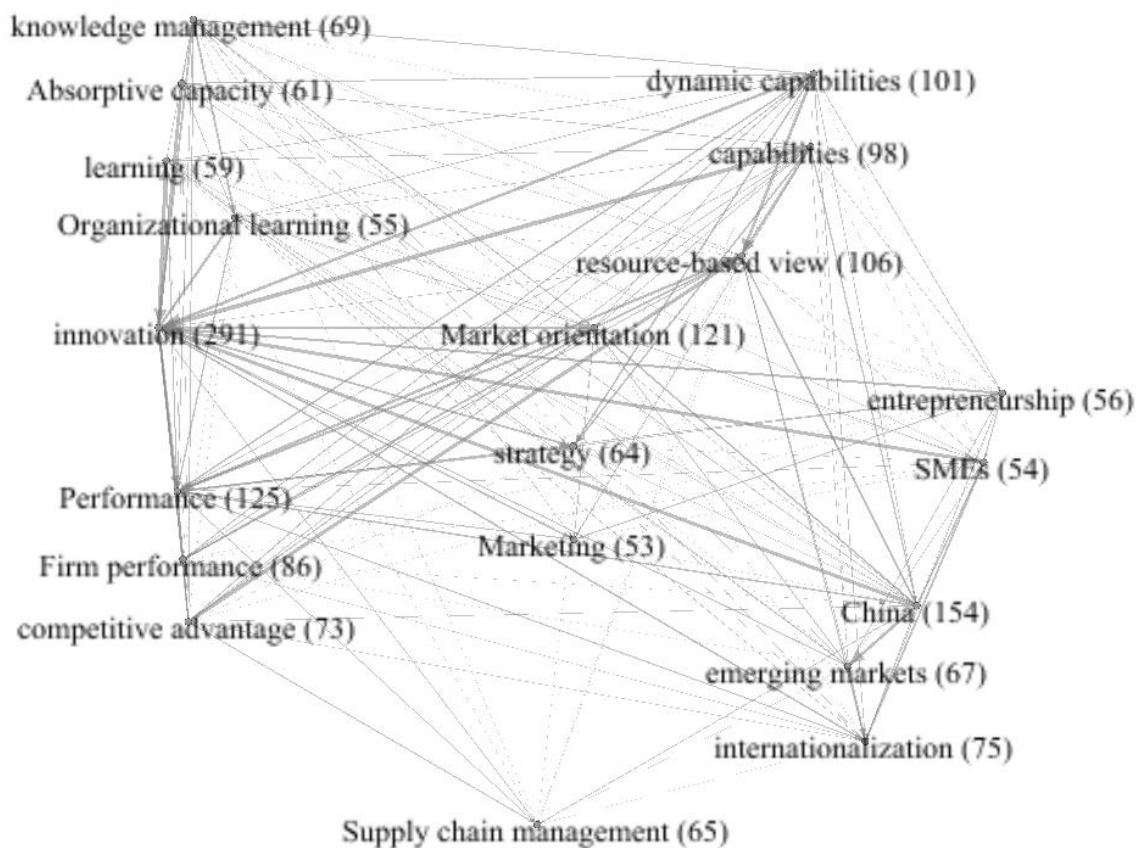 knowledge management (69)
dynamic capabilities (101)
Absorptive capacity (61)
capabilities (98)
learning (59)
Organizational learning (55)
resource-based view (106)
innovation (291)
Market orientation (121)
entrepreneurship (56)
strategy (64)
SMEs (54)
Performance (125)
Marketing (53)
Firm performance (86)
China (154)
competitive advantage (73)
emerging markets (67)
internationalization (75)
Supply chain management (65)